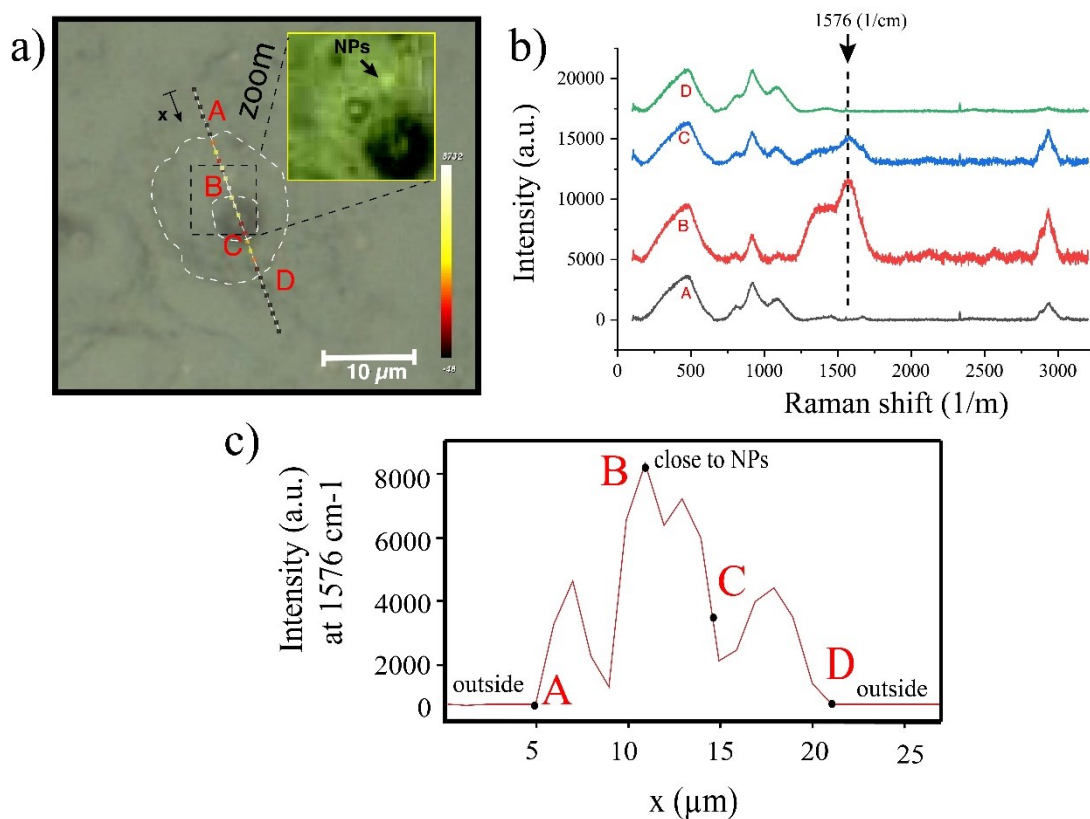 a)
zoom
NPs
x
A
B
C
D
3732
-48
10 µm
b)
1576 (1/cm)
Intensity (a.u.)
20000
15000
10000
5000
0
D
C
B
A
0
500
1000
1500
2000
2500
3000
Raman shift (1/m)
c)
Intensity (a.u.)
at 1576 cm-1
8000
6000
4000
2000
0
B
close to NPs
C
outside
A
D
outside
5
10
15
20
25
x (µm)